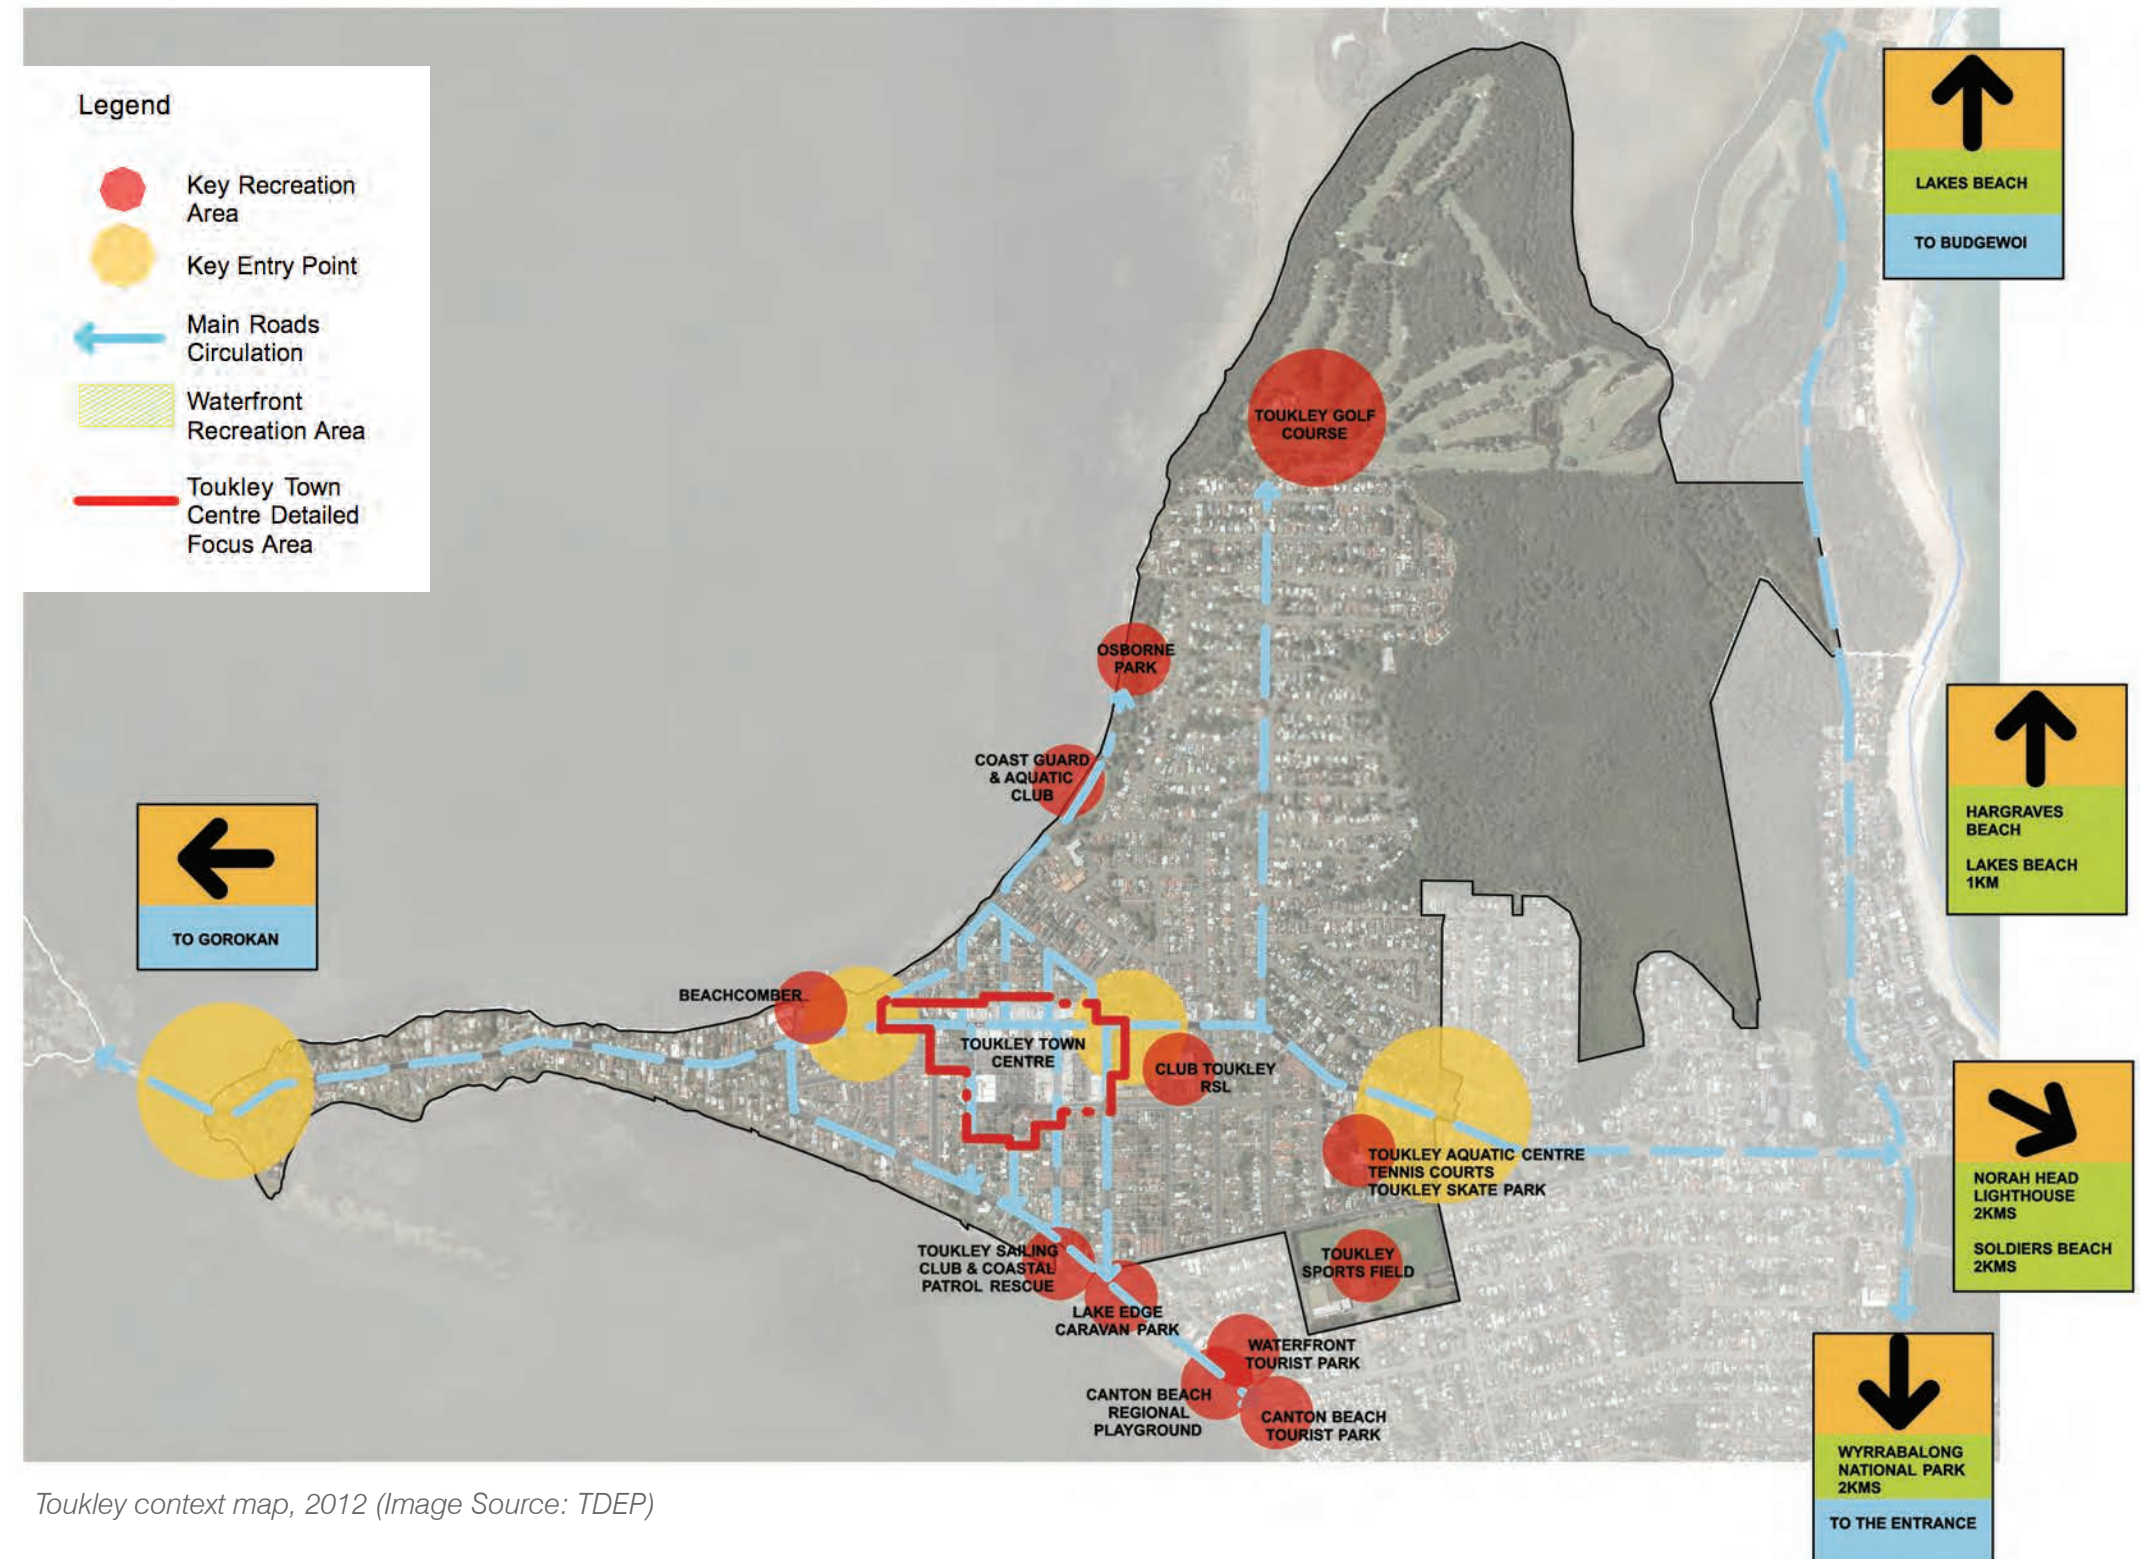 Legend
Key Recreation
Area
Key Entry Point
Main Roads
Circulation
Waterfront
Recreation Area
Toukley Town
Centre Detailed
Focus Area
LAKES BEACH
TO BUDGEWOI
TOUKLEY GOLF
COURSE
OSBORNE
PARK
COAST GUARD
& AQUATIC
CLUB
HARGRAVES
BEACH
LAKES BEACH
1KM
TO GOROKAN
BEACHCOMBER
TOUKLEY TOWN
CENTRE
CLUB TOUKLEY
RSL
TOUKLEY AQUATIC CENTRE
TENNIS COURTS
TOUKLEY SKATE PARK
NORAH HEAD
LIGHTHOUSE
2KMS
SOLDIERS BEACH
2KMS
TOUKLEY SAILING
CLUB & COASTAL
PATROL RESCUE
TOUKLEY
SPORTS FIELD
LAKE EDGE
CARAVAN PARK
WATERFRONT
TOURIST PARK
CANTON BEACH
REGIONAL
PLAYGROUND
CANTON BEACH
TOURIST PARK
WYRRABALONG
NATIONAL PARK
2KMS
TO THE ENTRANCE
Toukley context map, 2012 (Image Source: TDEP)